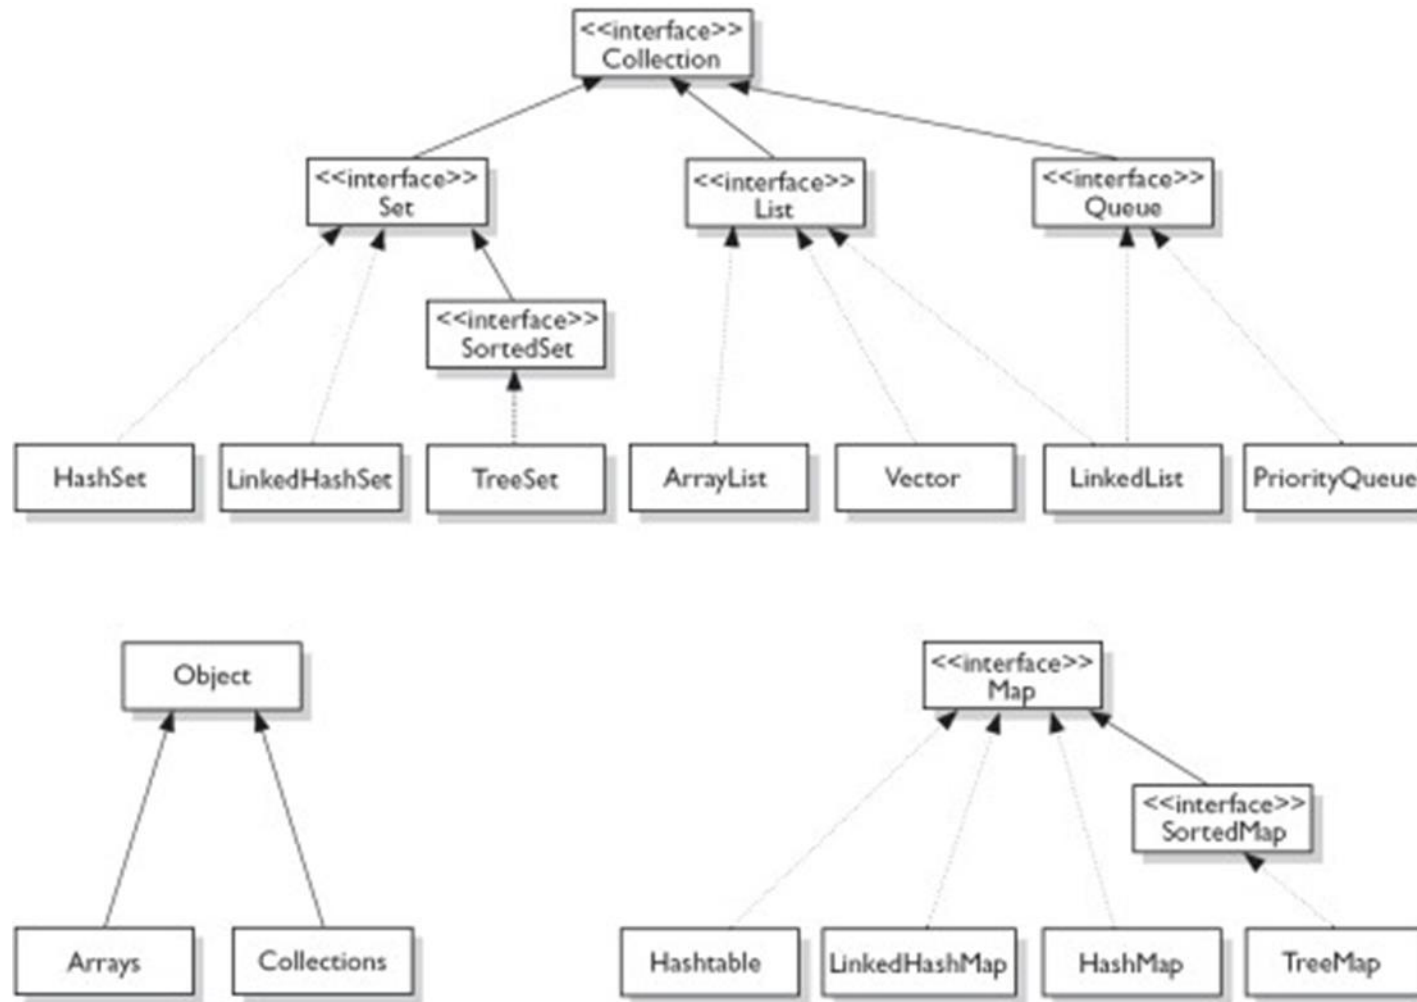 <<interface>>
Collection
<<interface>>
Set
<<interface>>
List
<<interface>>
Queue
<<interface>>
SortedSet
HashSet
LinkedHashSet
TreeSet
ArrayList
Vector
LinkedList
PriorityQueue
Object
<<interface>>
Map
<<interface>>
SortedMap
Arrays
Collections
Hashtable
LinkedHashMap
HashMap
TreeMap